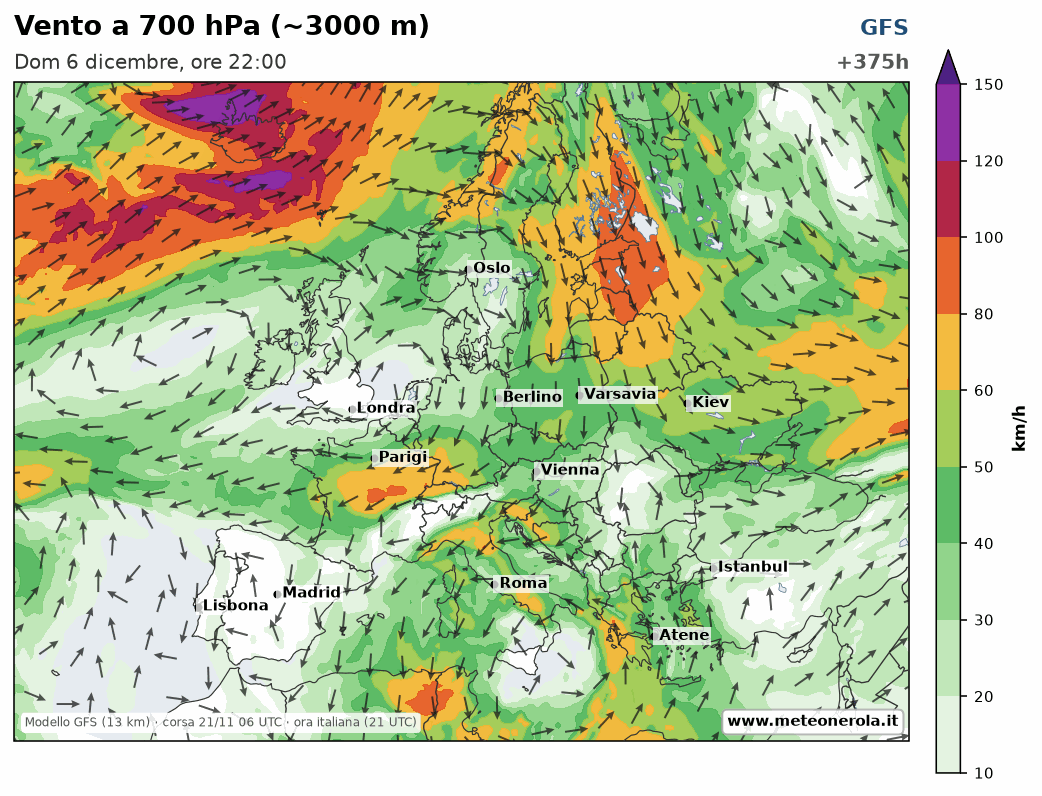 Vento a 700 hPa (~3000 m)
GFS
Dom 6 dicembre, ore 22:00
+375h
150
120
100
80
60
50
40
30
20
10
km/h
Oslo
Londra
Berlino
Varsavia
Kiev
Parigi
Vienna
Roma
Istanbul
Madrid
Lisbona
Atene
Modello GFS (13 km) · corsa 21/11 06 UTC · ora italiana (21 UTC)
www.meteonerola.it